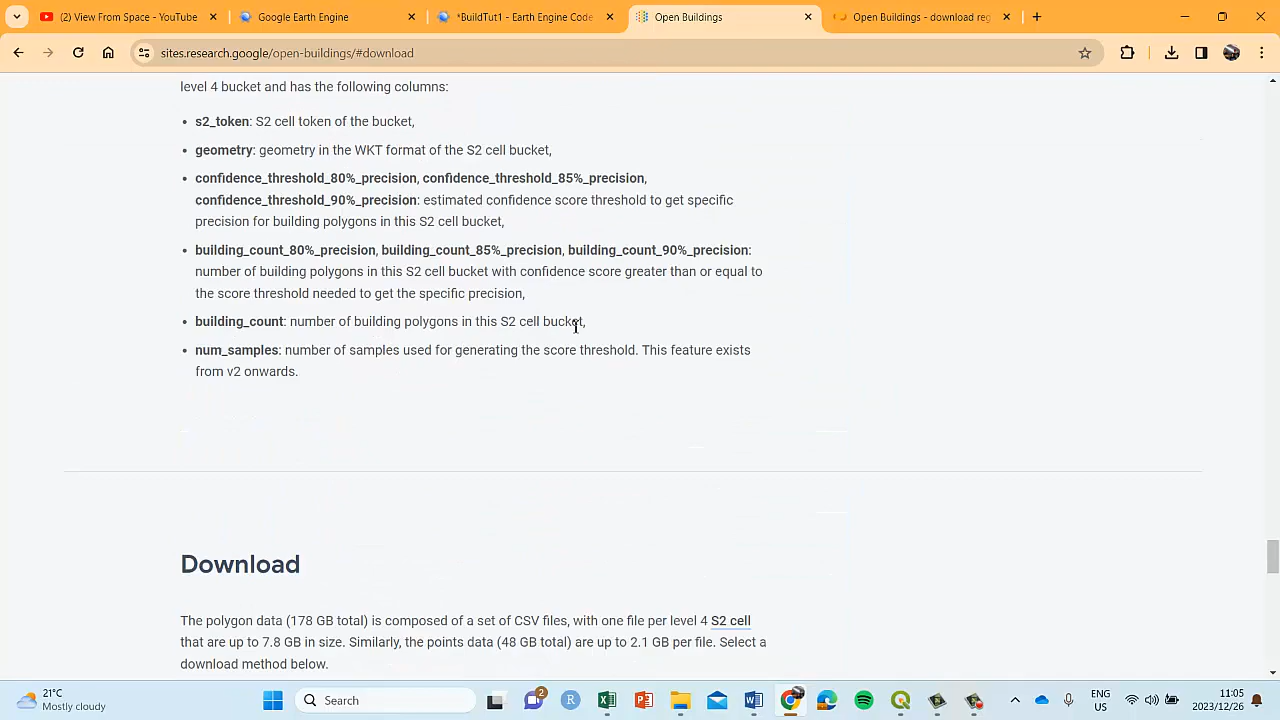 (2) View From Space - YouTube
Google Earth Engine
*BuildTut1 - Earth Engine Code
Open Buildings
Open Buildings - download reg
sites.research.google/open-buildings/#download
level 4 bucket and has the following columns:
• s2_token: S2 cell token of the bucket,
• geometry: geometry in the WKT format of the S2 cell bucket,
• confidence_threshold_80%_precision, confidence_threshold_85%_precision,
confidence_threshold_90%_precision: estimated confidence score threshold to get specific
precision for building polygons in this S2 cell bucket,
• building_count_80%_precision, building_count_85%_precision, building_count_90%_precision:
number of building polygons in this S2 cell bucket with confidence score greater than or equal to
the score threshold needed to get the specific precision,
• building_count: number of building polygons in this S2 cell bucket,
• num_samples: number of samples used for generating the score threshold. This feature exists
from v2 onwards.
Download
The polygon data (178 GB total) is composed of a set of CSV files, with one file per level 4 S2 cell
that are up to 7.8 GB in size. Similarly, the points data (48 GB total) are up to 2.1 GB per file. Select a
download method below.
21°C
Mostly cloudy
Search
2
ENG
US
11:05
2023/12/26